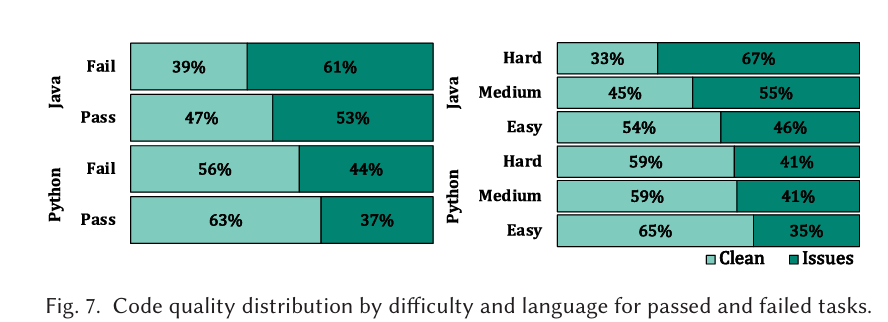 Java
Fail 39% 61%
Pass 47% 53%
Python
Fail 56% 44%
Pass 63% 37%
Java
Hard 33% 67%
Medium 45% 55%
Easy 54% 46%
Python
Hard 59% 41%
Medium 59% 41%
Easy 65% 35%
Clean Issues
Fig. 7. Code quality distribution by difficulty and language for passed and failed tasks.